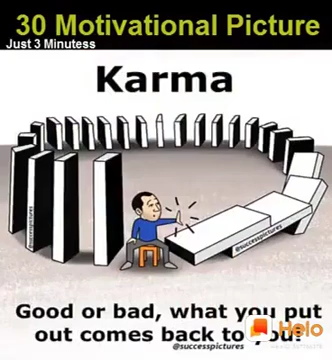 30 Motivational Picture
Just 3 Minutess
Karma
@successpictures
@successpictures
Good or bad, what you put
out comes back to you!
@successpictures
Helo